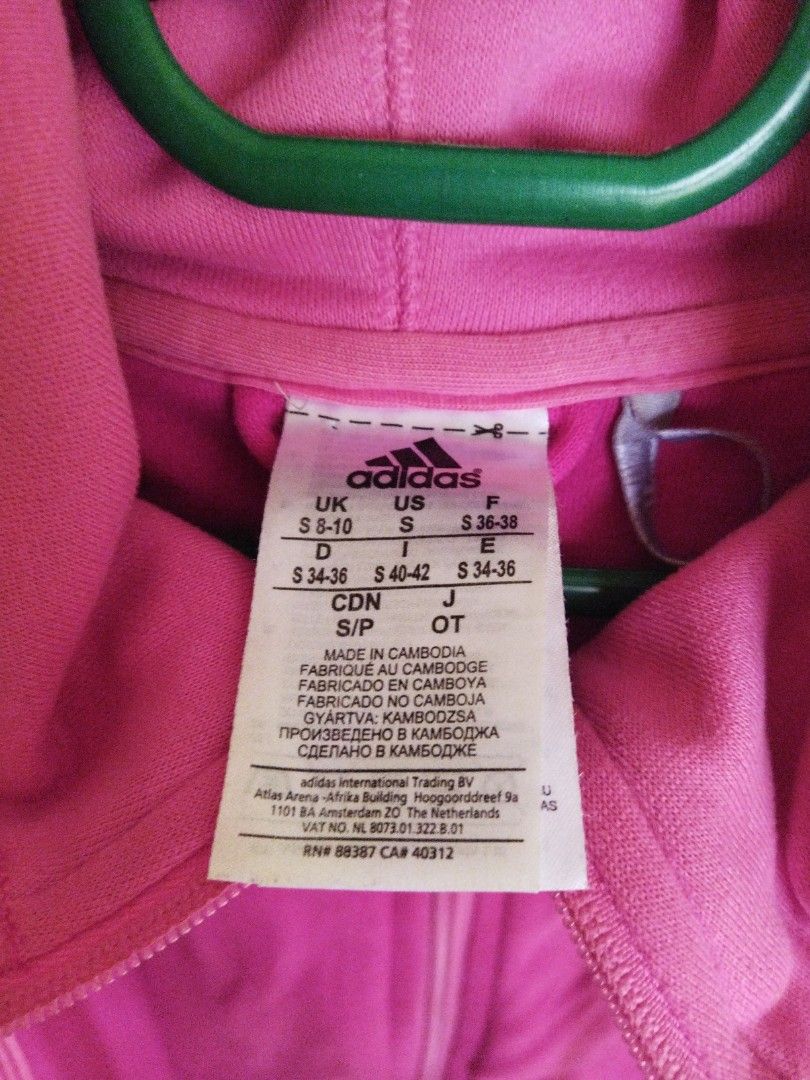 adidas
UK US F
S 8-10 S S 36-38
D I E
S 34-36 S 40-42 S 34-36
CDN J
S/P OT
MADE IN CAMBODIA
FABRIQUÉ AU CAMBODGE
FABRICADO EN CAMBOYA
FABRICADO NO CAMBOJA
GYÁRTVA: KAMBODZSA
ПРОИЗВЕДЕНО В КАМБОДЖА
СДЕЛАНО В КАМБОДЖЕ
adidas International Trading BV
Atlas Arena -Afrika Building Hoogoorddreef 9a
1101 BA Amsterdam ZO The Netherlands
VAT NO. NL 8073.01.322.B.01
RN# 88387 CA# 40312